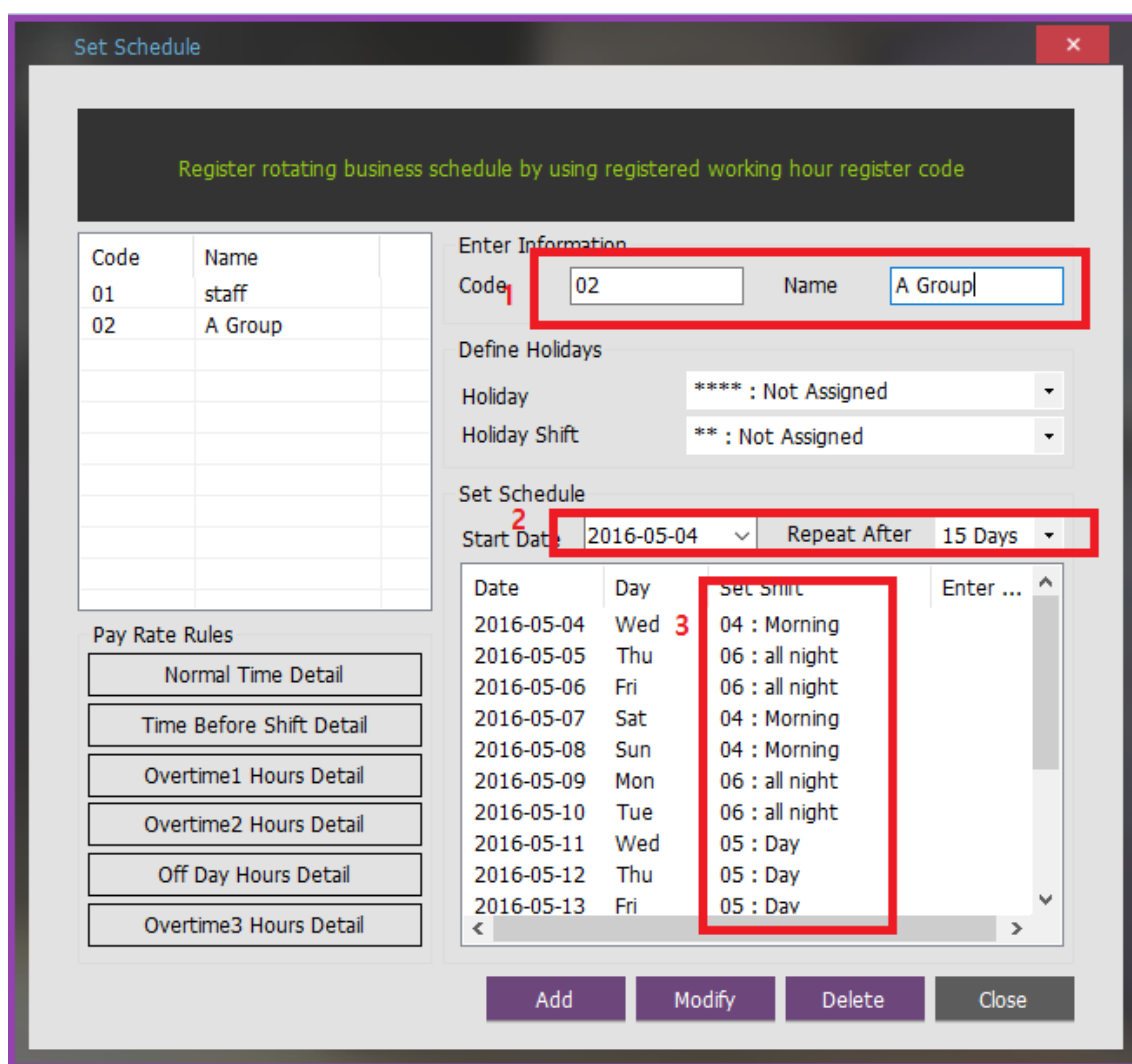 Set Schedule
Register rotating business schedule by using registered working hour register code
Code Name
01 staff
02 A Group
Pay Rate Rules
Normal Time Detail
Time Before Shift Detail
Overtime1 Hours Detail
Overtime2 Hours Detail
Off Day Hours Detail
Overtime3 Hours Detail
Enter Information
Code 1 02 Name A Group
Define Holidays
Holiday **** : Not Assigned
Holiday Shift ** : Not Assigned
Set Schedule
2
Start Date 2016-05-04 Repeat After 15 Days
Date Day Set Shift Enter ...
2016-05-04 Wed 3 04 : Morning
2016-05-05 Thu 06 : all night
2016-05-06 Fri 06 : all night
2016-05-07 Sat 04 : Morning
2016-05-08 Sun 04 : Morning
2016-05-09 Mon 06 : all night
2016-05-10 Tue 06 : all night
2016-05-11 Wed 05 : Day
2016-05-12 Thu 05 : Day
2016-05-13 Fri 05 : Day
Add Modify Delete Close